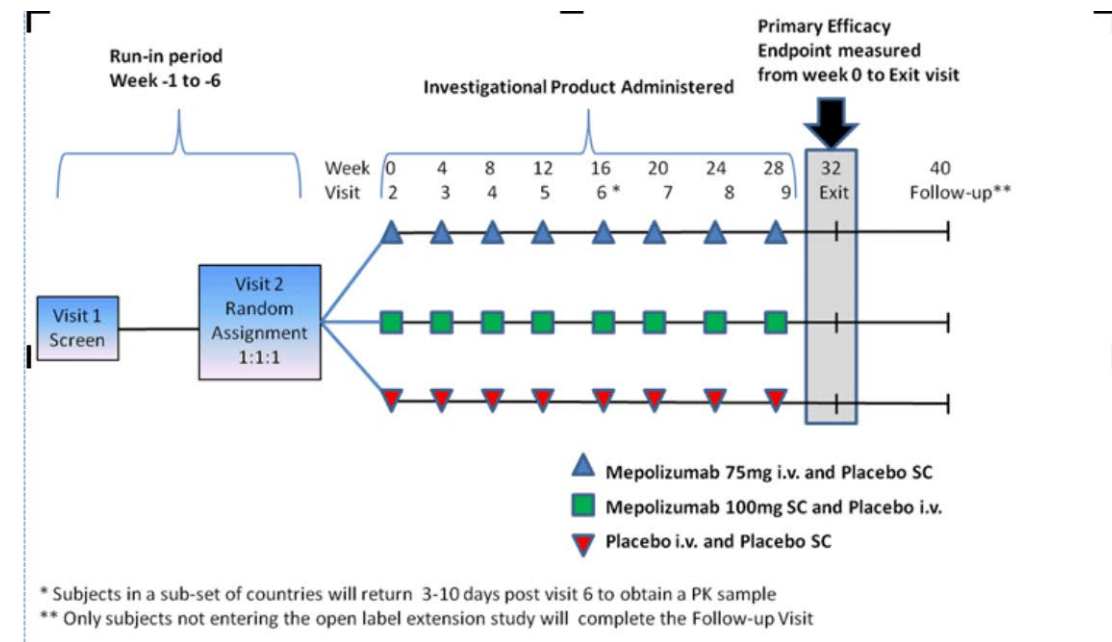 Run-in period
Week -1 to -6
Primary Efficacy
Endpoint measured
from week 0 to Exit visit
Investigational Product Administered
Week 0 4 8 12 16 20 24 28 32 40
Visit 2 3 4 5 6 * 7 8 9 Exit Follow-up**
Visit 1
Screen
Visit 2
Random
Assignment
1:1:1
Mepolizumab 75mg i.v. and Placebo SC
Mepolizumab 100mg SC and Placebo i.v.
Placebo i.v. and Placebo SC
* Subjects in a sub-set of countries will return 3-10 days post visit 6 to obtain a PK sample
** Only subjects not entering the open label extension study will complete the Follow-up Visit